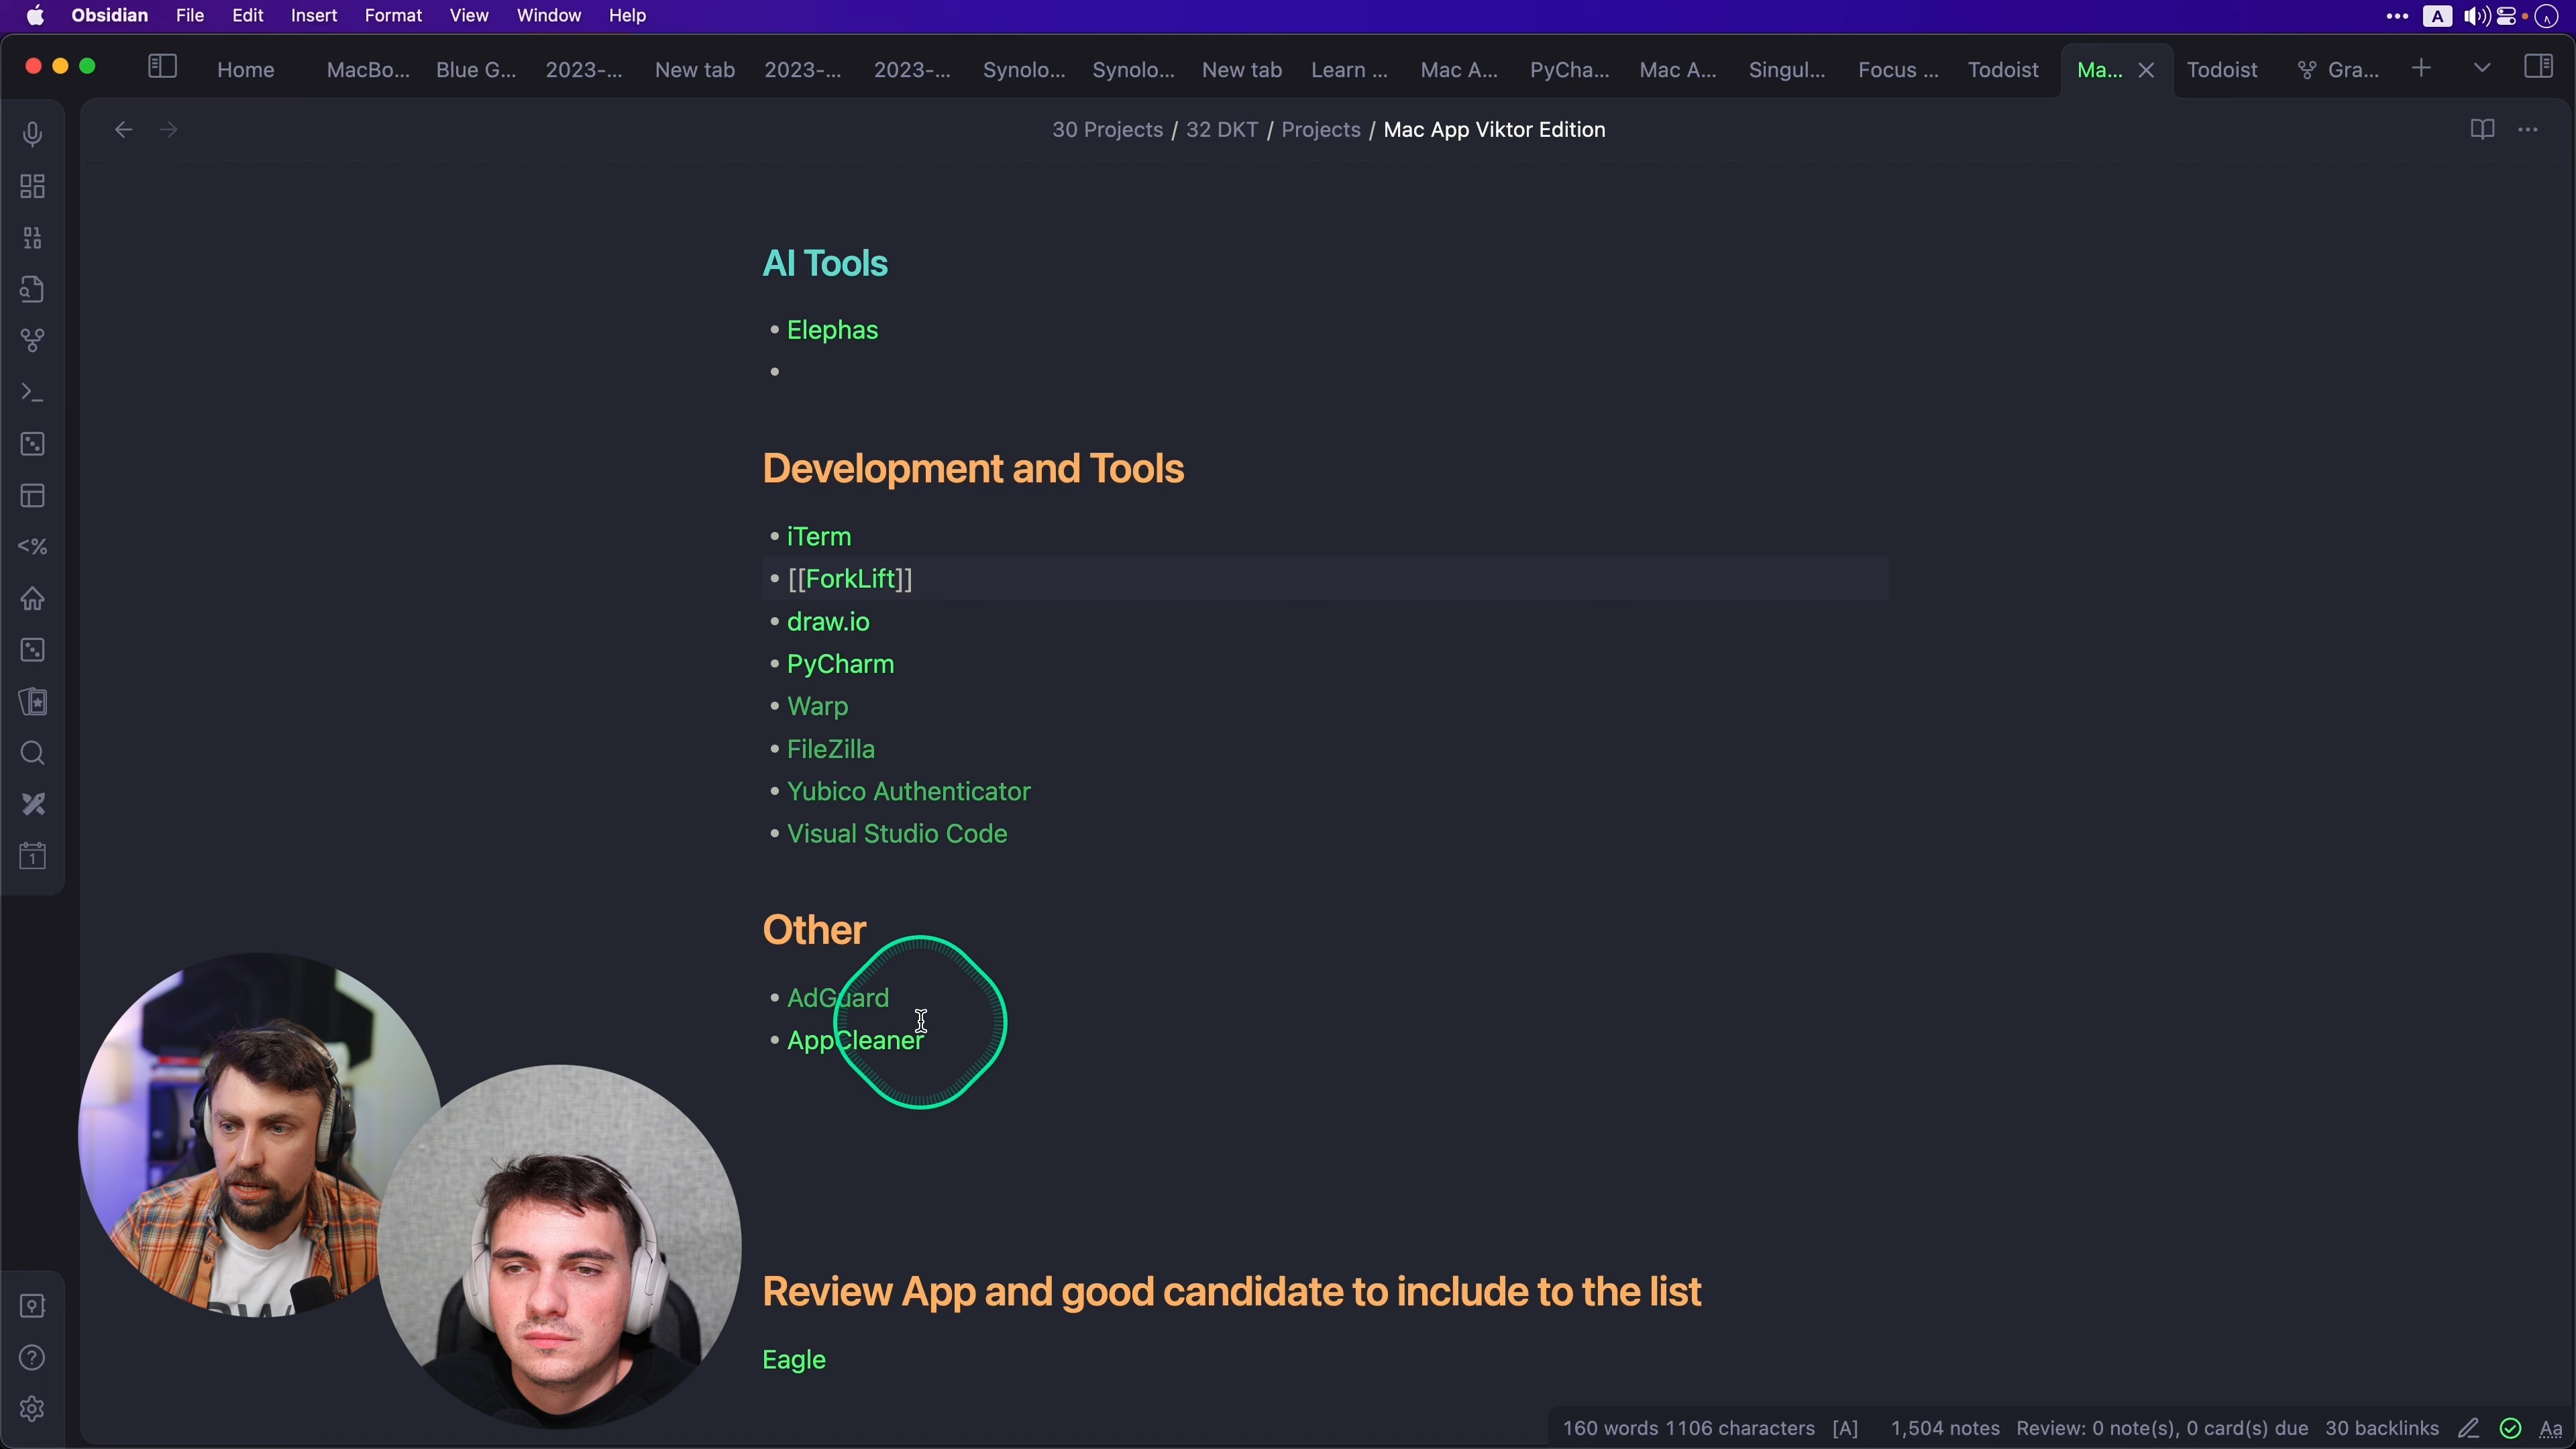 Obsidian File Edit Insert Format View Window Help
A
Home MacBo... Blue G... 2023-... New tab 2023-... 2023-... Synolo... Synolo... New tab Learn ... Mac A... PyCha... Mac A... Singul... Focus ... Todoist Ma... Todoist Gra...
30 Projects / 32 DKT / Projects / Mac App Viktor Edition
AI Tools
• Elephas
•
Development and Tools
• iTerm
• [[ForkLift]]
• draw.io
• PyCharm
• Warp
• FileZilla
• Yubico Authenticator
• Visual Studio Code
Other
• AdGuard
• AppCleaner
Review App and good candidate to include to the list
Eagle
160 words 1106 characters [A] 1,504 notes Review: 0 note(s), 0 card(s) due 30 backlinks Aa